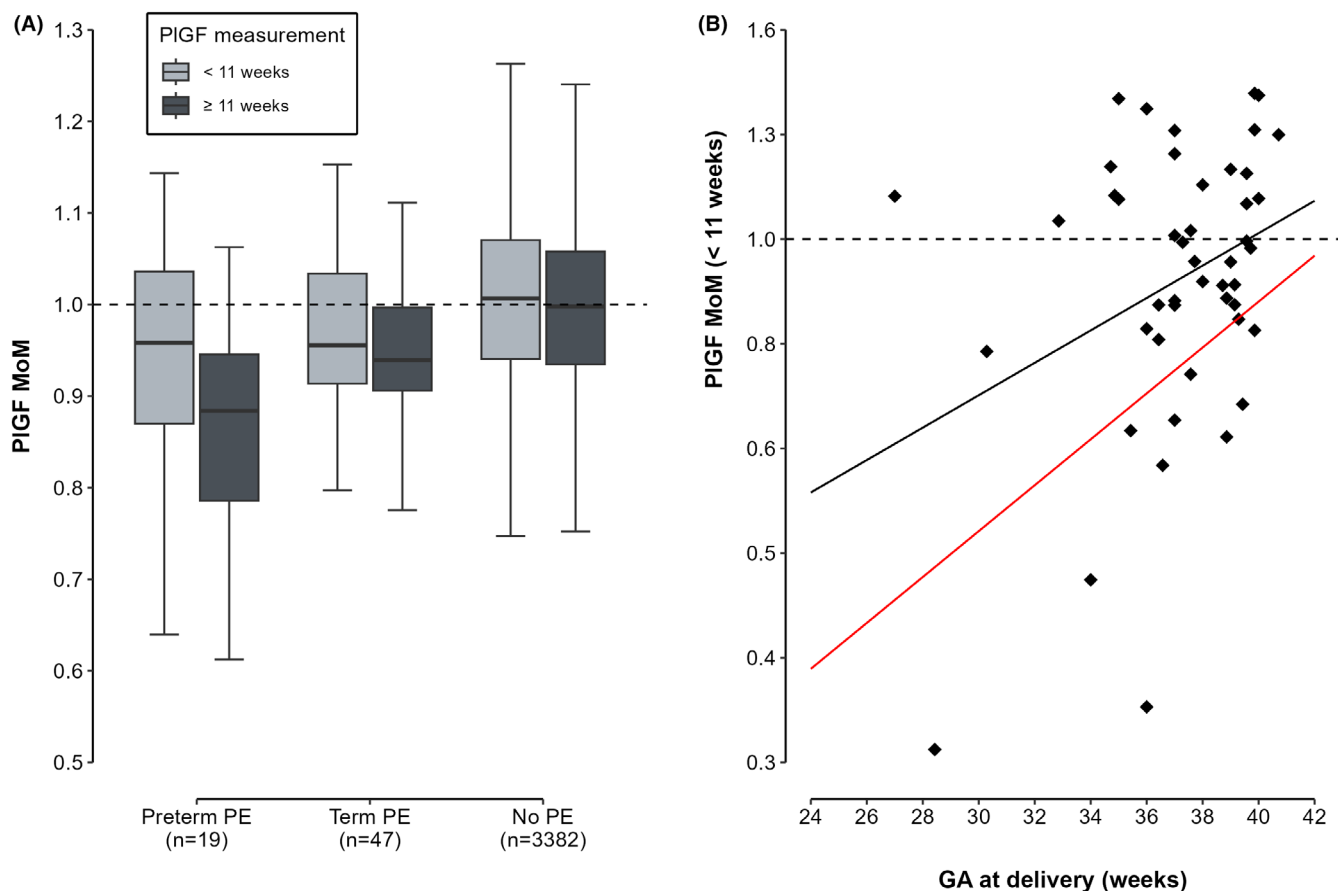 (A)
PlGF measurement
< 11 weeks
≥ 11 weeks
PlGF MoM
1.3
1.2
1.1
1.0
0.9
0.8
0.7
0.6
0.5
Preterm PE
(n=19)
Term PE
(n=47)
No PE
(n=3382)
(B)
PlGF MoM (< 11 weeks)
1.6
1.3
1.0
0.8
0.6
0.5
0.4
0.3
24 26 28 30 32 34 36 38 40 42
GA at delivery (weeks)